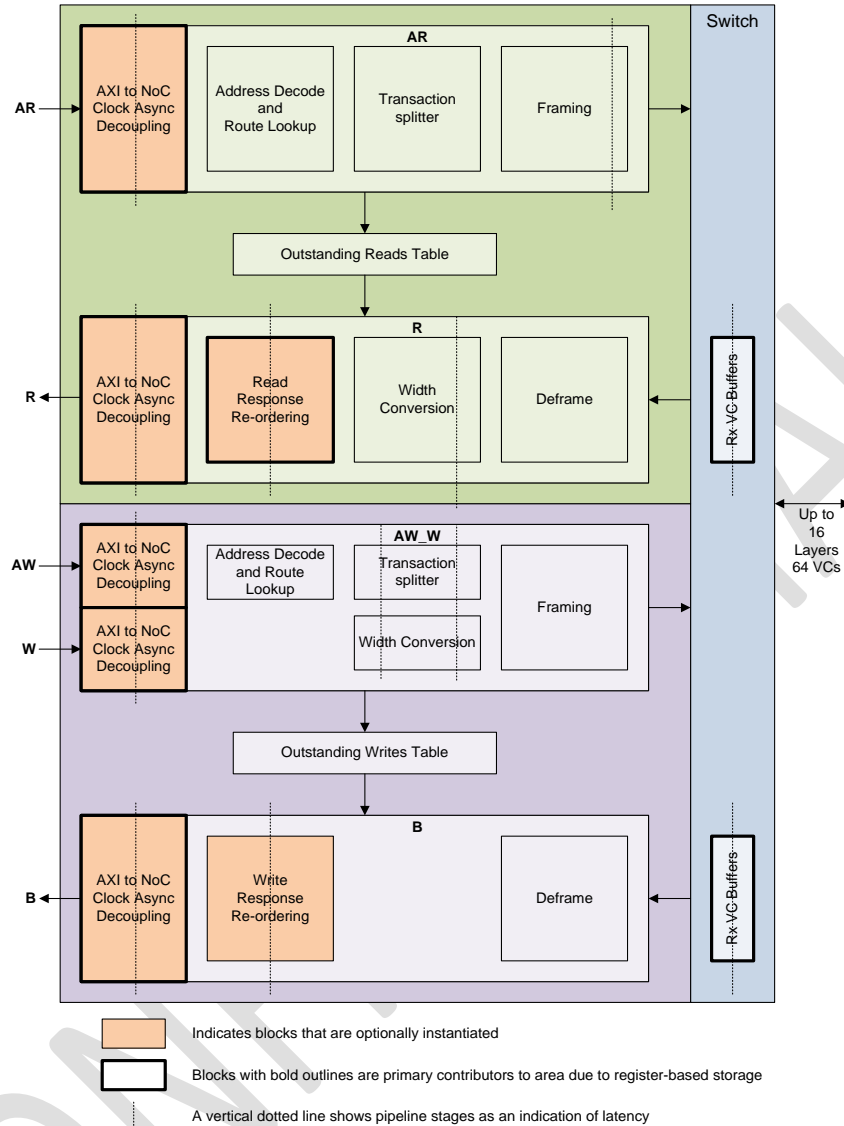 Switch
AR
AXI to NoC
Clock Async
Decoupling
Address Decode
and
Route Lookup
Transaction
splitter
Framing
AR
Outstanding Reads Table
R
AXI to NoC
Clock Async
Decoupling
Read
Response
Re-ordering
Width
Conversion
Deframe
R
Rx VC Buffers
Up to
16
Layers
64 VCs
AW_W
AXI to NoC
Clock Async
Decoupling
Address Decode
and Route
Lookup
Transaction
splitter
Framing
AW
AXI to NoC
Clock Async
Decoupling
Width Conversion
W
Outstanding Writes Table
B
AXI to NoC
Clock Async
Decoupling
Write
Response
Re-ordering
Deframe
B
Rx VC Buffers
Indicates blocks that are optionally instantiated
Blocks with bold outlines are primary contributors to area due to register-based storage
A vertical dotted line shows pipeline stages as an indication of latency